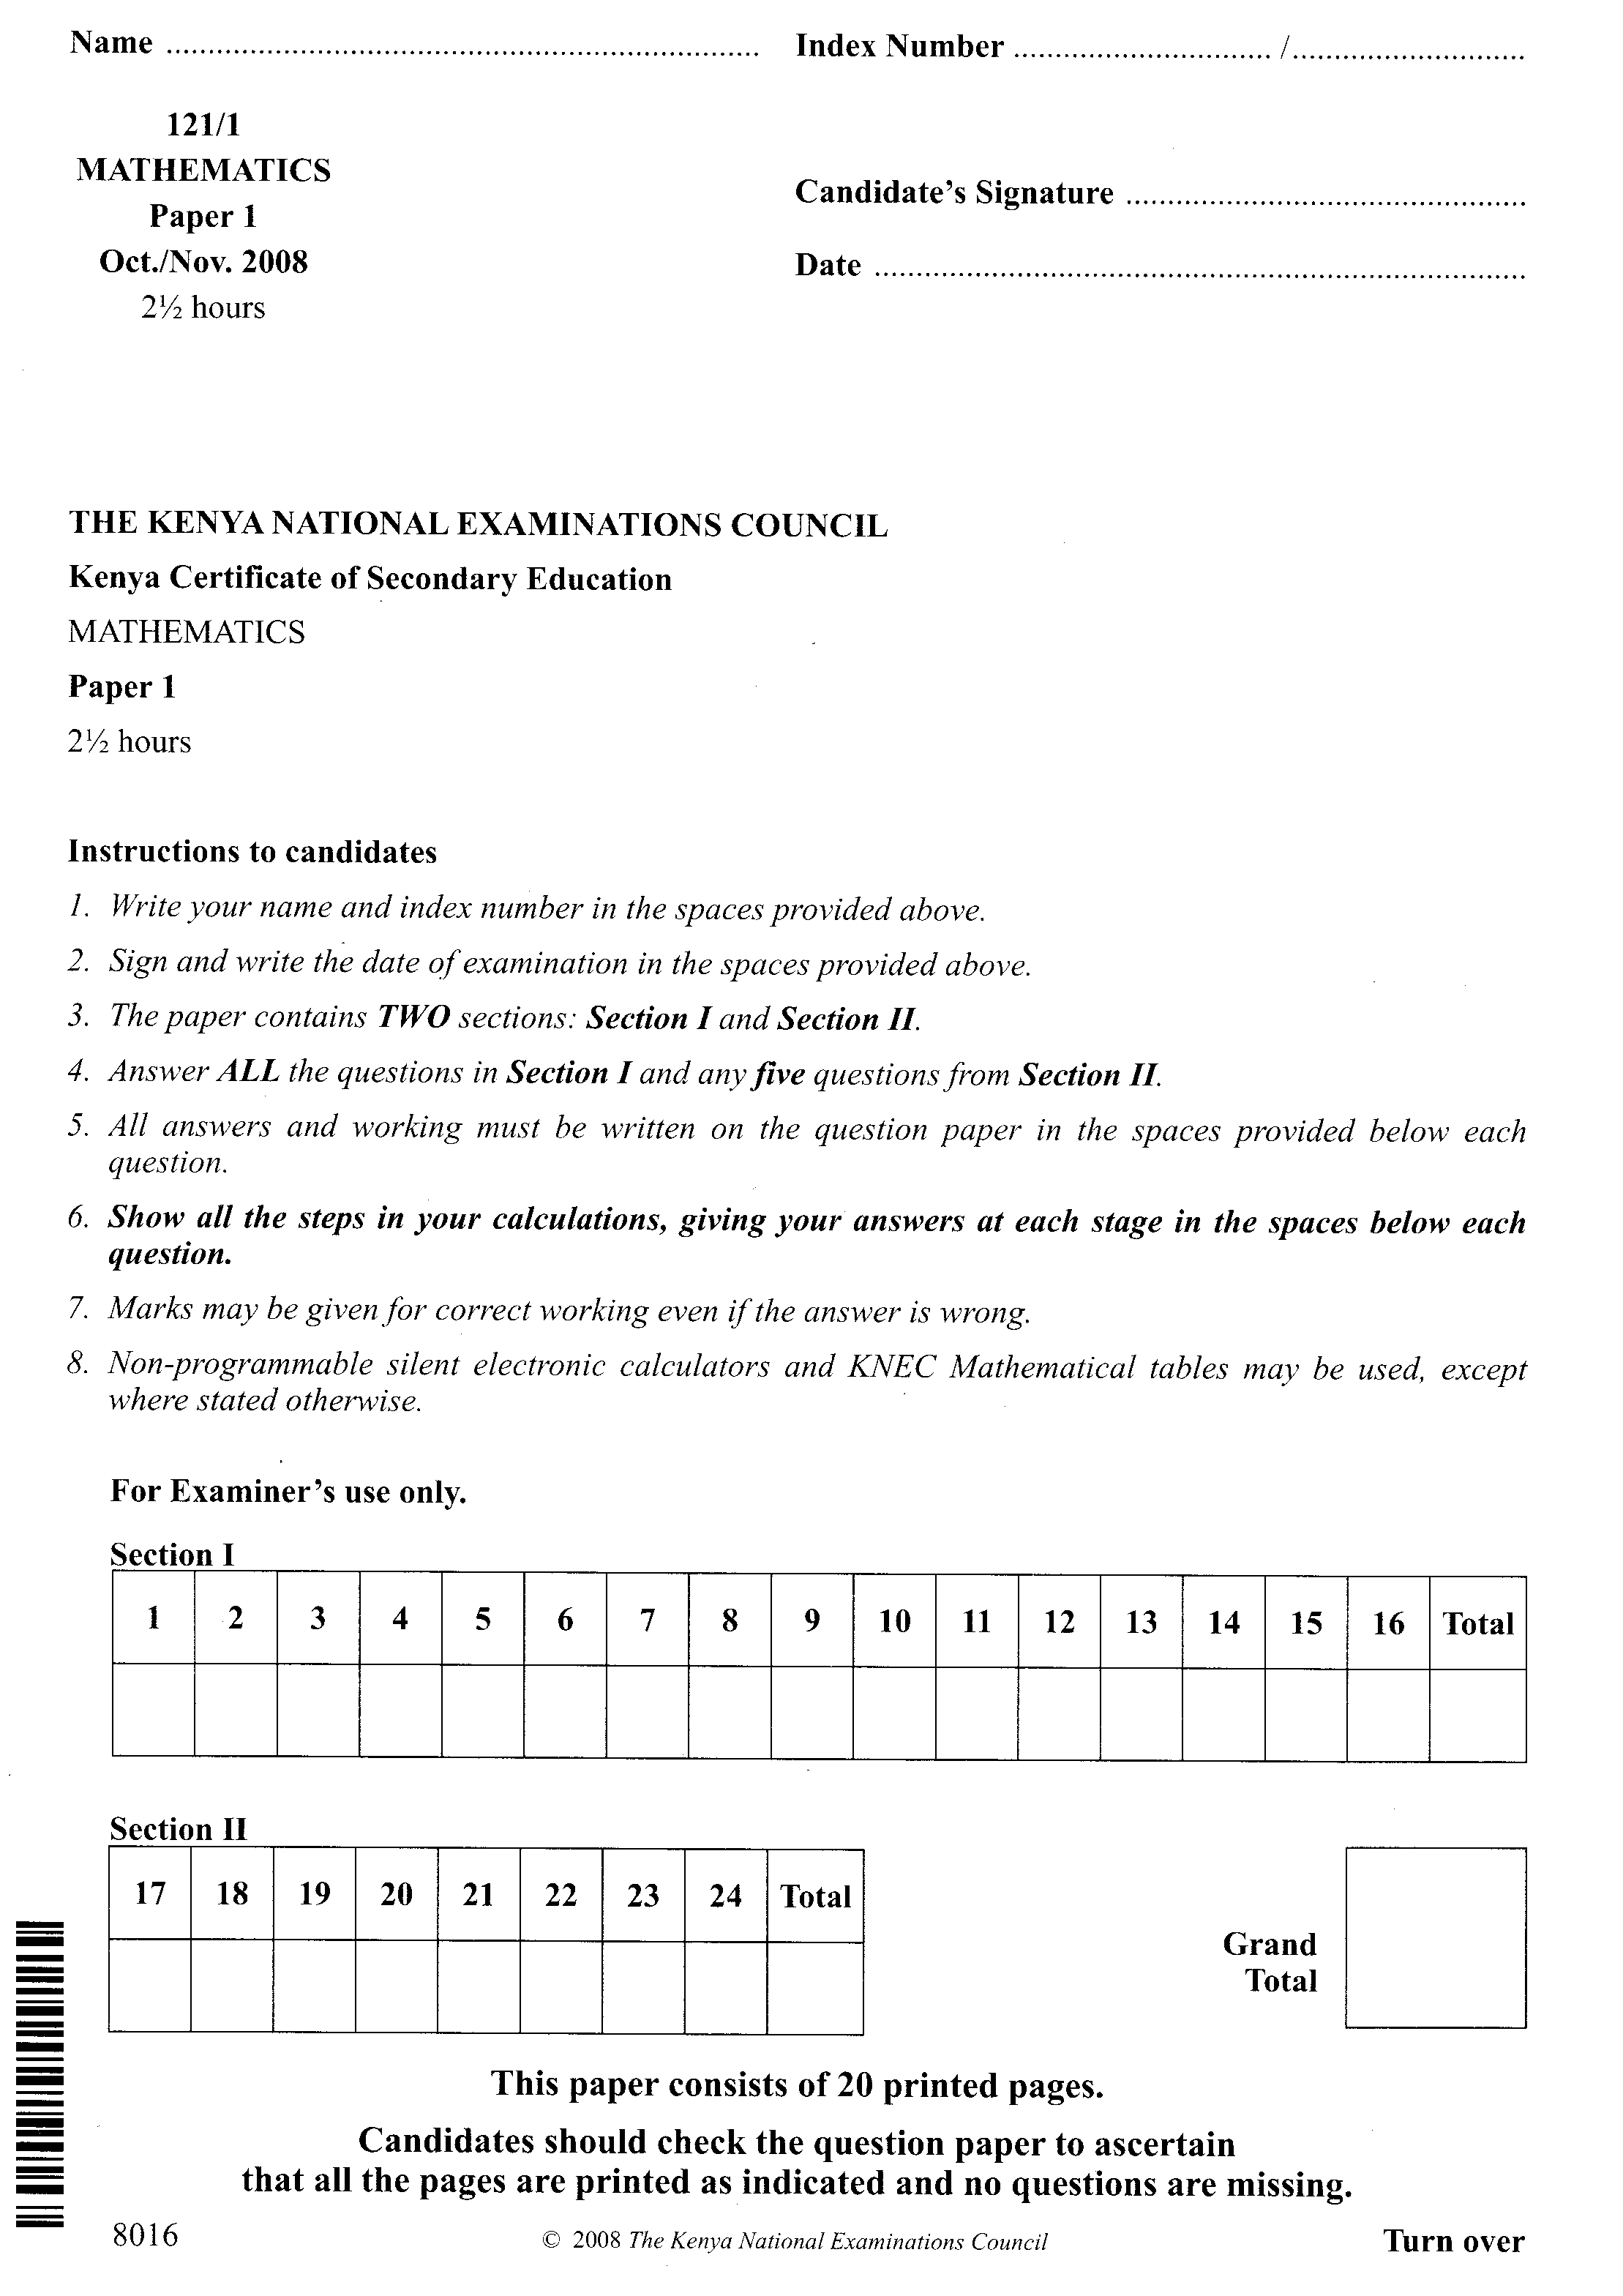 Name ........................................................................ Index Number ............................... /............................
121/1
MATHEMATICS
Paper 1
Oct./Nov. 2008
2½ hours
Candidate's Signature ................................................
Date ...............................................................................
THE KENYA NATIONAL EXAMINATIONS COUNCIL
Kenya Certificate of Secondary Education
MATHEMATICS
Paper 1
2½ hours
Instructions to candidates
1. Write your name and index number in the spaces provided above.
2. Sign and write the date of examination in the spaces provided above.
3. The paper contains TWO sections: Section I and Section II.
4. Answer ALL the questions in Section I and any five questions from Section II.
5. All answers and working must be written on the question paper in the spaces provided below each
question.
6. Show all the steps in your calculations, giving your answers at each stage in the spaces below each
question.
7. Marks may be given for correct working even if the answer is wrong.
8. Non-programmable silent electronic calculators and KNEC Mathematical tables may be used, except
where stated otherwise.
For Examiner's use only.
Section I
1 2 3 4 5 6 7 8 9 10 11 12 13 14 15 16 Total
Section II
17 18 19 20 21 22 23 24 Total
Grand
Total
This paper consists of 20 printed pages.
Candidates should check the question paper to ascertain
that all the pages are printed as indicated and no questions are missing.
8016 © 2008 The Kenya National Examinations Council Turn over